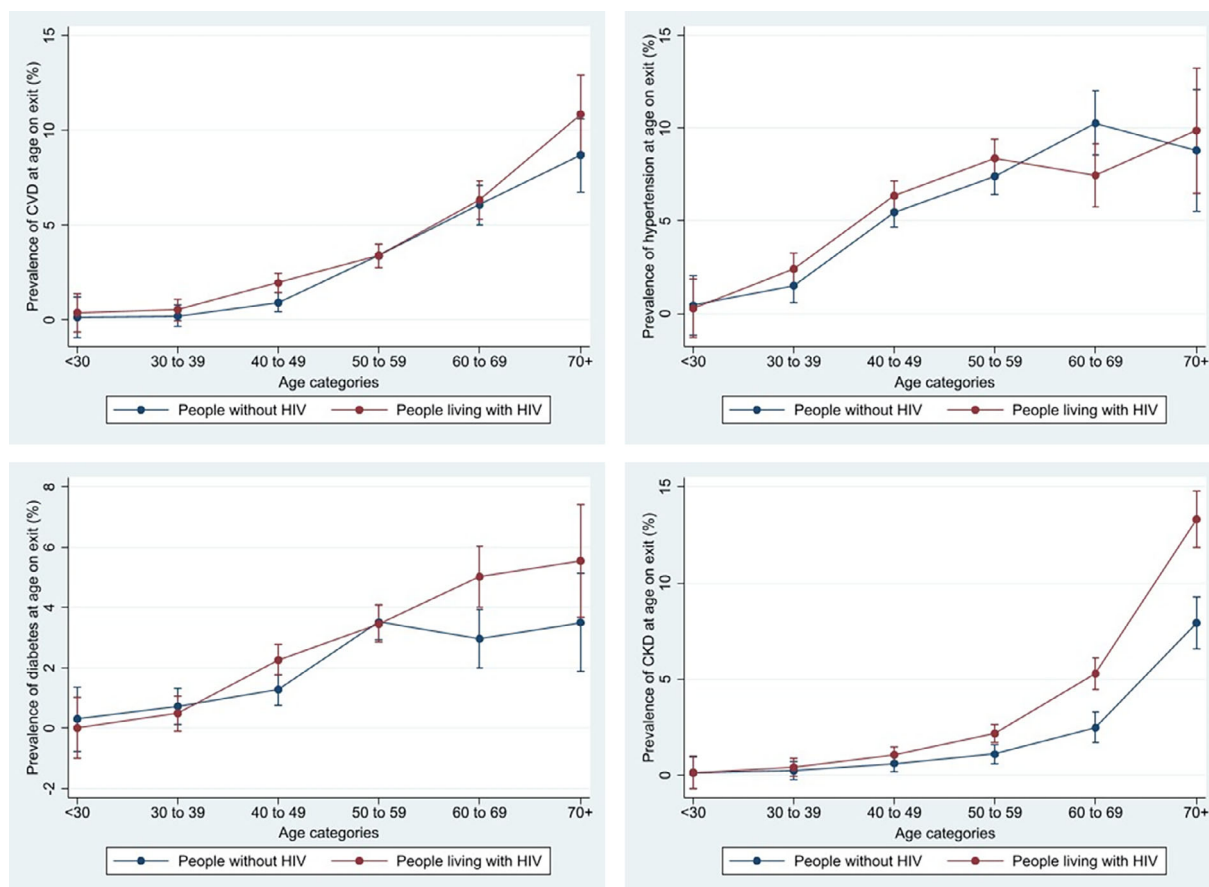 Prevalence of CVD at age on exit (%)
15
10
5
0
<30 30 to 39 40 to 49 50 to 59 60 to 69 70+
Age categories
People without HIV People living with HIV
Prevalence of hypertension at age on exit (%)
15
10
5
0
<30 30 to 39 40 to 49 50 to 59 60 to 69 70+
Age categories
People without HIV People living with HIV
Prevalence of diabetes at age on exit (%)
8
6
4
2
0
-2
<30 30 to 39 40 to 49 50 to 59 60 to 69 70+
Age categories
People without HIV People living with HIV
Prevalence of CKD at age on exit (%)
15
10
5
0
<30 30 to 39 40 to 49 50 to 59 60 to 69 70+
Age categories
People without HIV People living with HIV